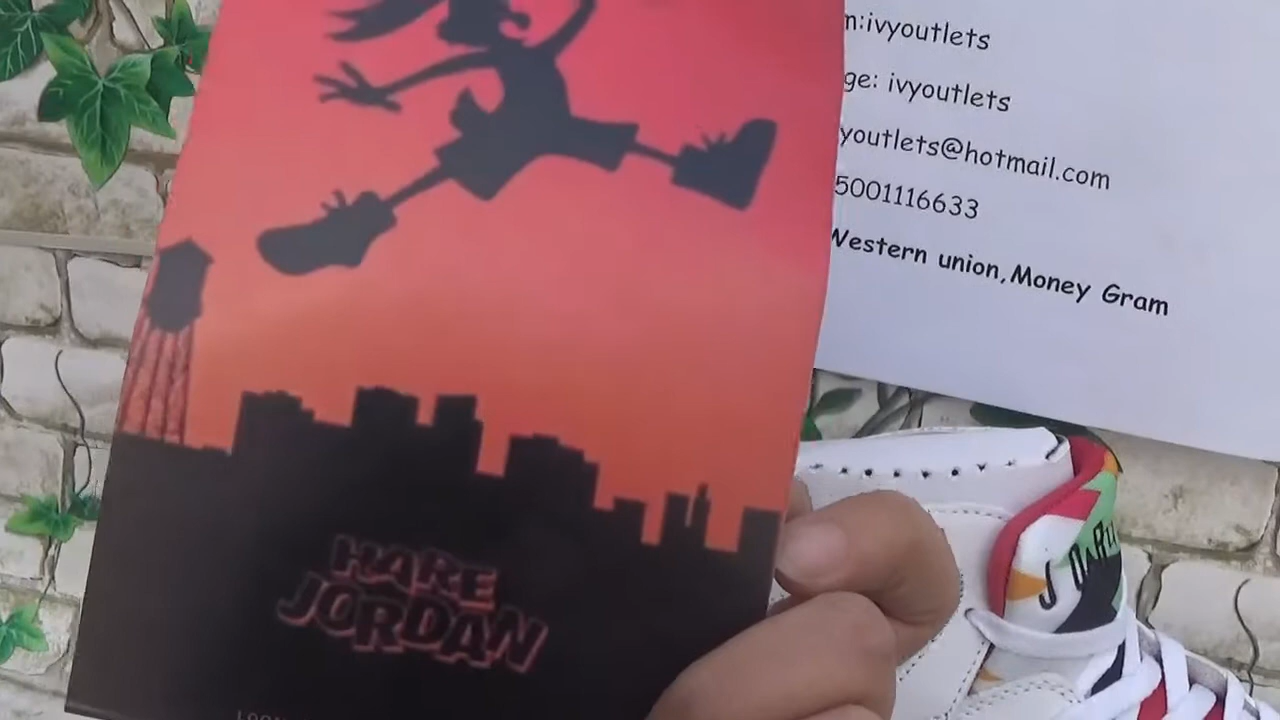 m:ivyoutlets
ge: ivyoutlets
youtlets@hotmail.com
5001116633
Western union,Money Gram
HARE
JORDAN